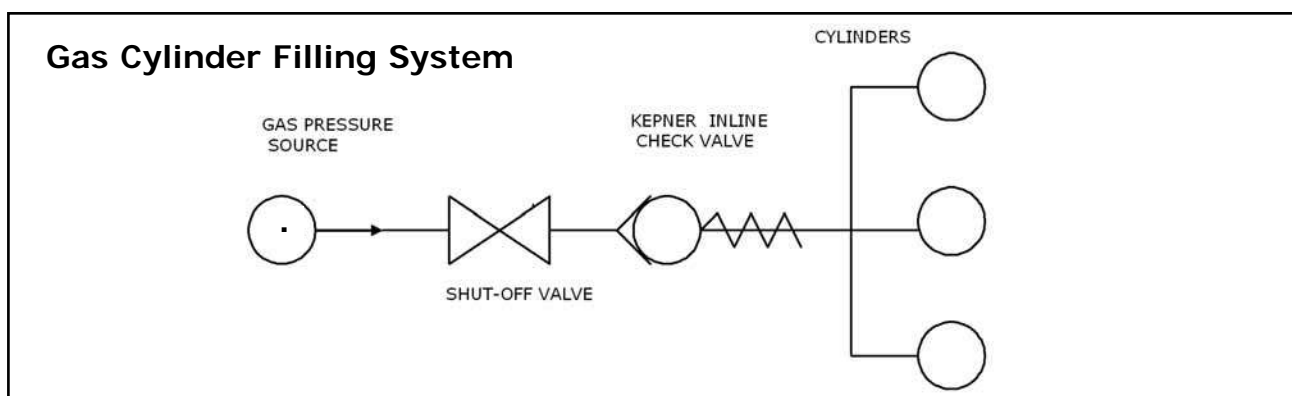 Gas Cylinder Filling System
CYLINDERS
GAS PRESSURE
SOURCE
KEPNER INLINE
CHECK VALVE
SHUT-OFF VALVE